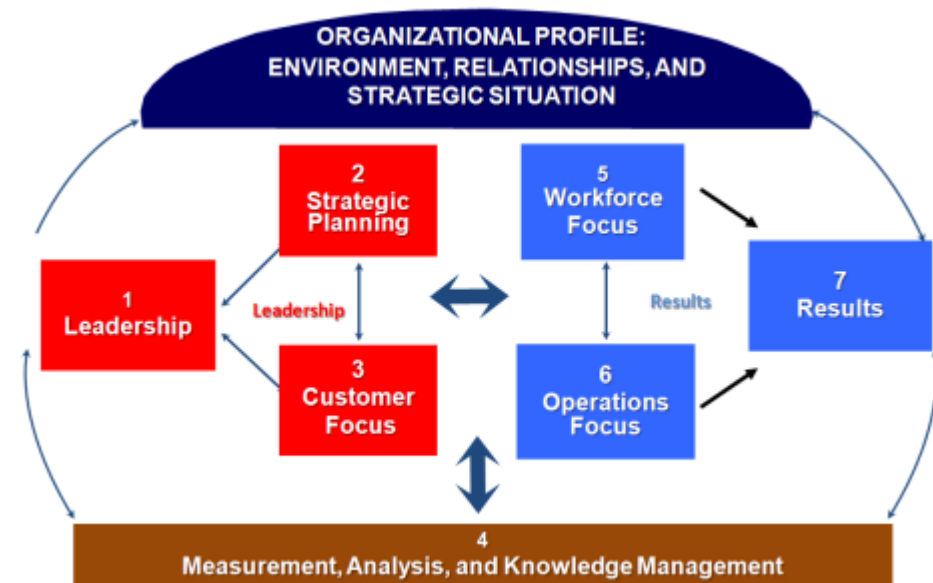 ORGANIZATIONAL PROFILE:
ENVIRONMENT, RELATIONSHIPS, AND
STRATEGIC SITUATION
2
Strategic
Planning
5
Workforce
Focus
1
Leadership
Leadership
Results
7
Results
3
Customer
Focus
6
Operations
Focus
4
Measurement, Analysis, and Knowledge Management